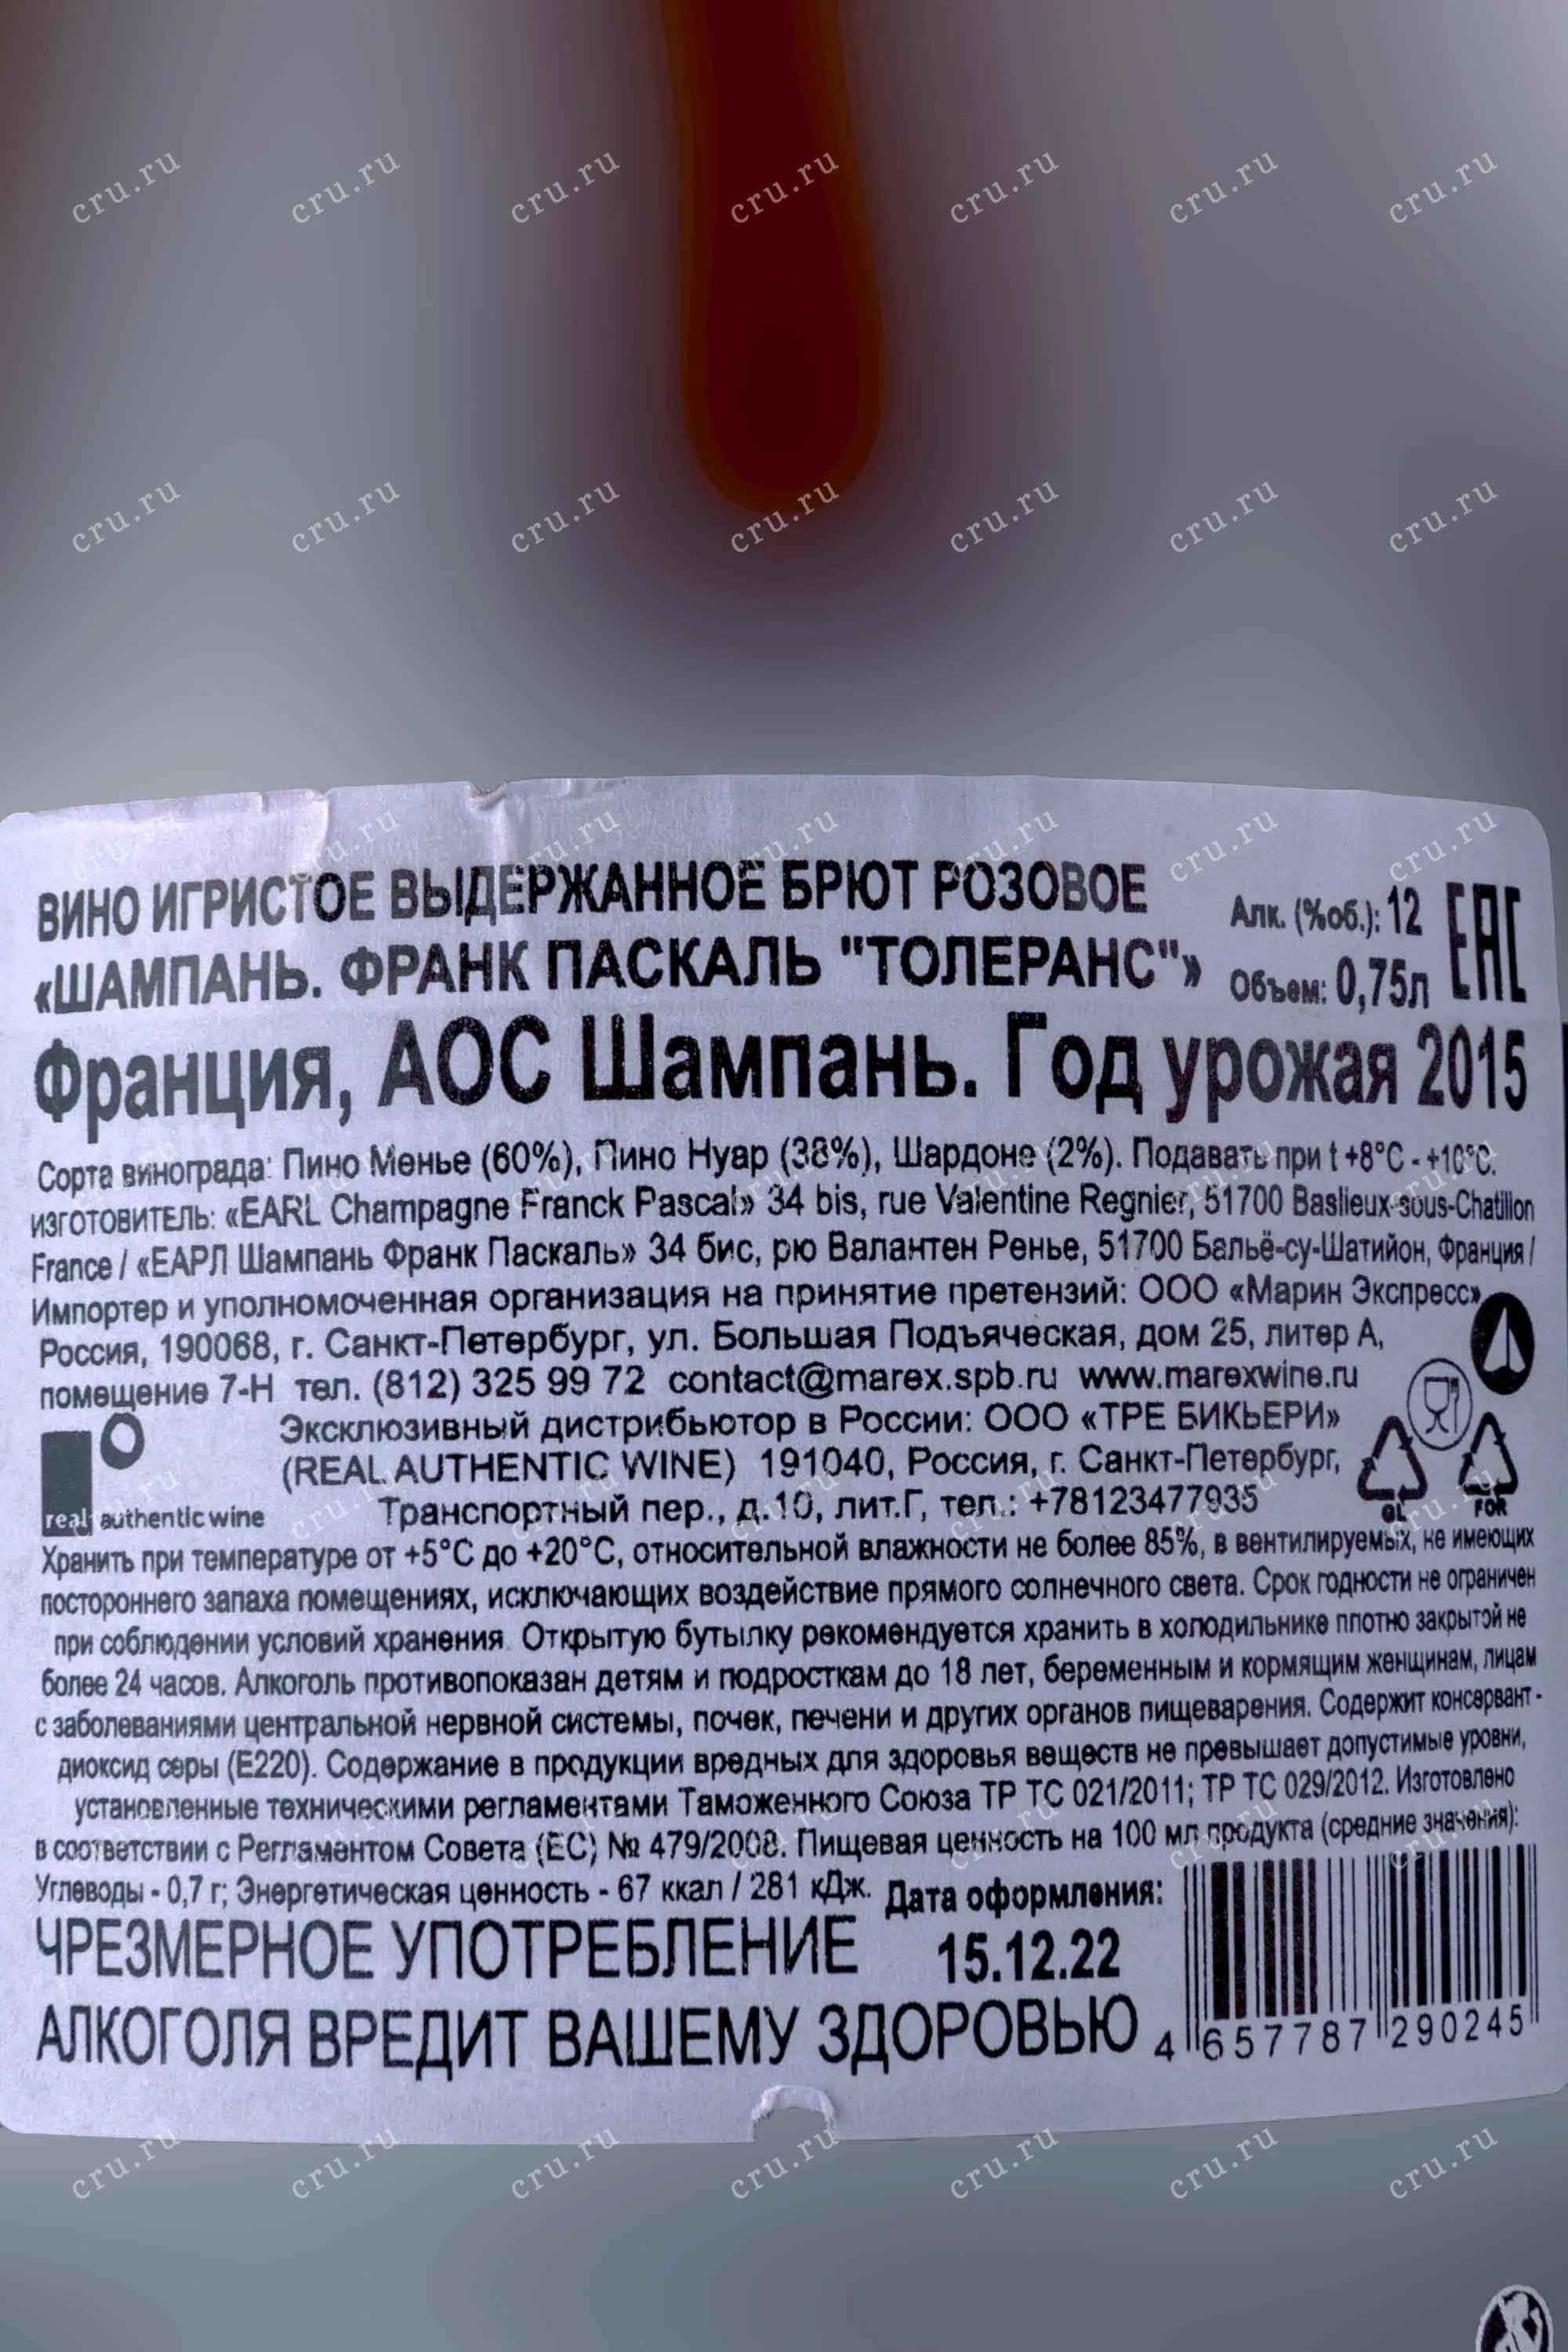 ВИНО ИГРИСТОЕ ВЫДЕРЖАННОЕ БРЮТ РОЗОВОЕ
«ШАМПАНЬ. ФРАНК ПАСКАЛЬ "ТОЛЕРАНС"»
Алк. (%об.): 12
Объем: 0,75л
ЕАС
Франция, АОС Шампань. Год урожая 2015
Сорта винограда: Пино Менье (60%), Пино Нуар (38%), Шардоне (2%). Подавать при t +8°C - +10°C.
ИЗГОТОВИТЕЛЬ: «EARL Champagne Franck Pascal» 34 bis, rue Valentine Regnier, 51700 Baslieux-sous-Chatillon
France / «ЕАРЛ Шампань Франк Паскаль» 34 бис, рю Валантен Ренье, 51700 Бальё-су-Шатийон, Франция /
Импортер и уполномоченная организация на принятие претензий: ООО «Марин Экспресс»
Россия, 190068, г. Санкт-Петербург, ул. Большая Подъяческая, дом 25, литер А,
помещение 7-Н тел. (812) 325 99 72 contact@marex.spb.ru www.marexwine.ru
Эксклюзивный дистрибьютор в России: ООО «ТРЕ БИКЬЕРИ»
(REAL AUTHENTIC WINE) 191040, Россия, г. Санкт-Петербург,
Транспортный пер., д.10, лит.Г, тел.: +78123477935
real authentic wine
GL FOR
Хранить при температуре от +5°C до +20°C, относительной влажности не более 85%, в вентилируемых, не имеющих
постороннего запаха помещениях, исключающих воздействие прямого солнечного света. Срок годности не ограничен
при соблюдении условий хранения. Открытую бутылку рекомендуется хранить в холодильнике плотно закрытой не
более 24 часов. Алкоголь противопоказан детям и подросткам до 18 лет, беременным и кормящим женщинам, лицам
с заболеваниями центральной нервной системы, почек, печени и других органов пищеварения. Содержит консервант -
диоксид серы (Е220). Содержание в продукции вредных для здоровья веществ не превышает допустимые уровни,
установленные техническими регламентами Таможенного Союза ТР ТС 021/2011; ТР ТС 029/2012. Изготовлено
в соответствии с Регламентом Совета (ЕС) № 479/2008. Пищевая ценность на 100 мл продукта (средние значения):
Углеводы - 0,7 г; Энергетическая ценность - 67 ккал / 281 кДж.
Дата оформления:
15.12.22
ЧРЕЗМЕРНОЕ УПОТРЕБЛЕНИЕ
АЛКОГОЛЯ ВРЕДИТ ВАШЕМУ ЗДОРОВЬЮ
4 657787 290245
cru.ru